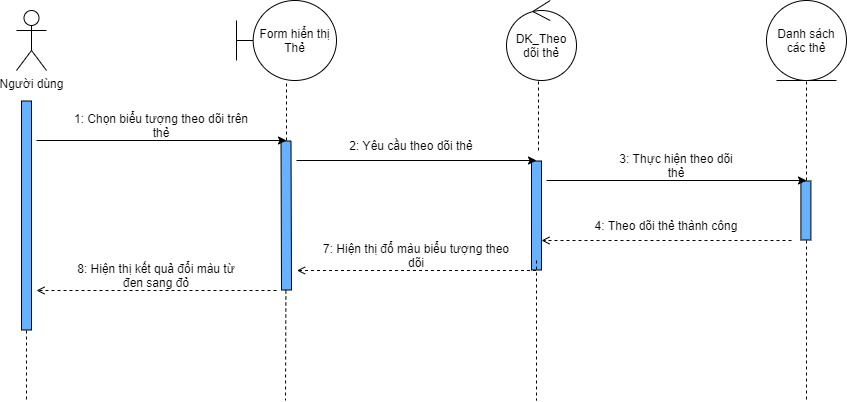 Form hiển thị
Thẻ
DK_Theo
dõi thẻ
Danh sách
các thẻ
Người dùng
1: Chọn biểu tượng theo dõi trên
thẻ
2: Yêu cầu theo dõi thẻ
3: Thực hiện theo dõi
thẻ
4: Theo dõi thẻ thành công
7: Hiện thị đổ màu biểu tượng theo
dõi
8: Hiện thị kết quả đổi màu từ
đen sang đỏ